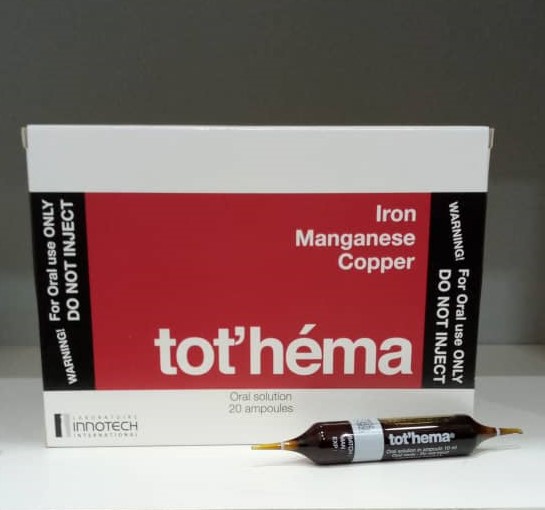 WARNING! For Oral use ONLY
DO NOT INJECT
Iron
Manganese
Copper
tot'héma
WARNING! For Oral use ONLY
DO NOT INJECT
Oral solution
20 ampoules
LABORATOIRE
INNOTECH
INTERNATIONAL
tot'hema®
Oral solution in ampoule 10 ml